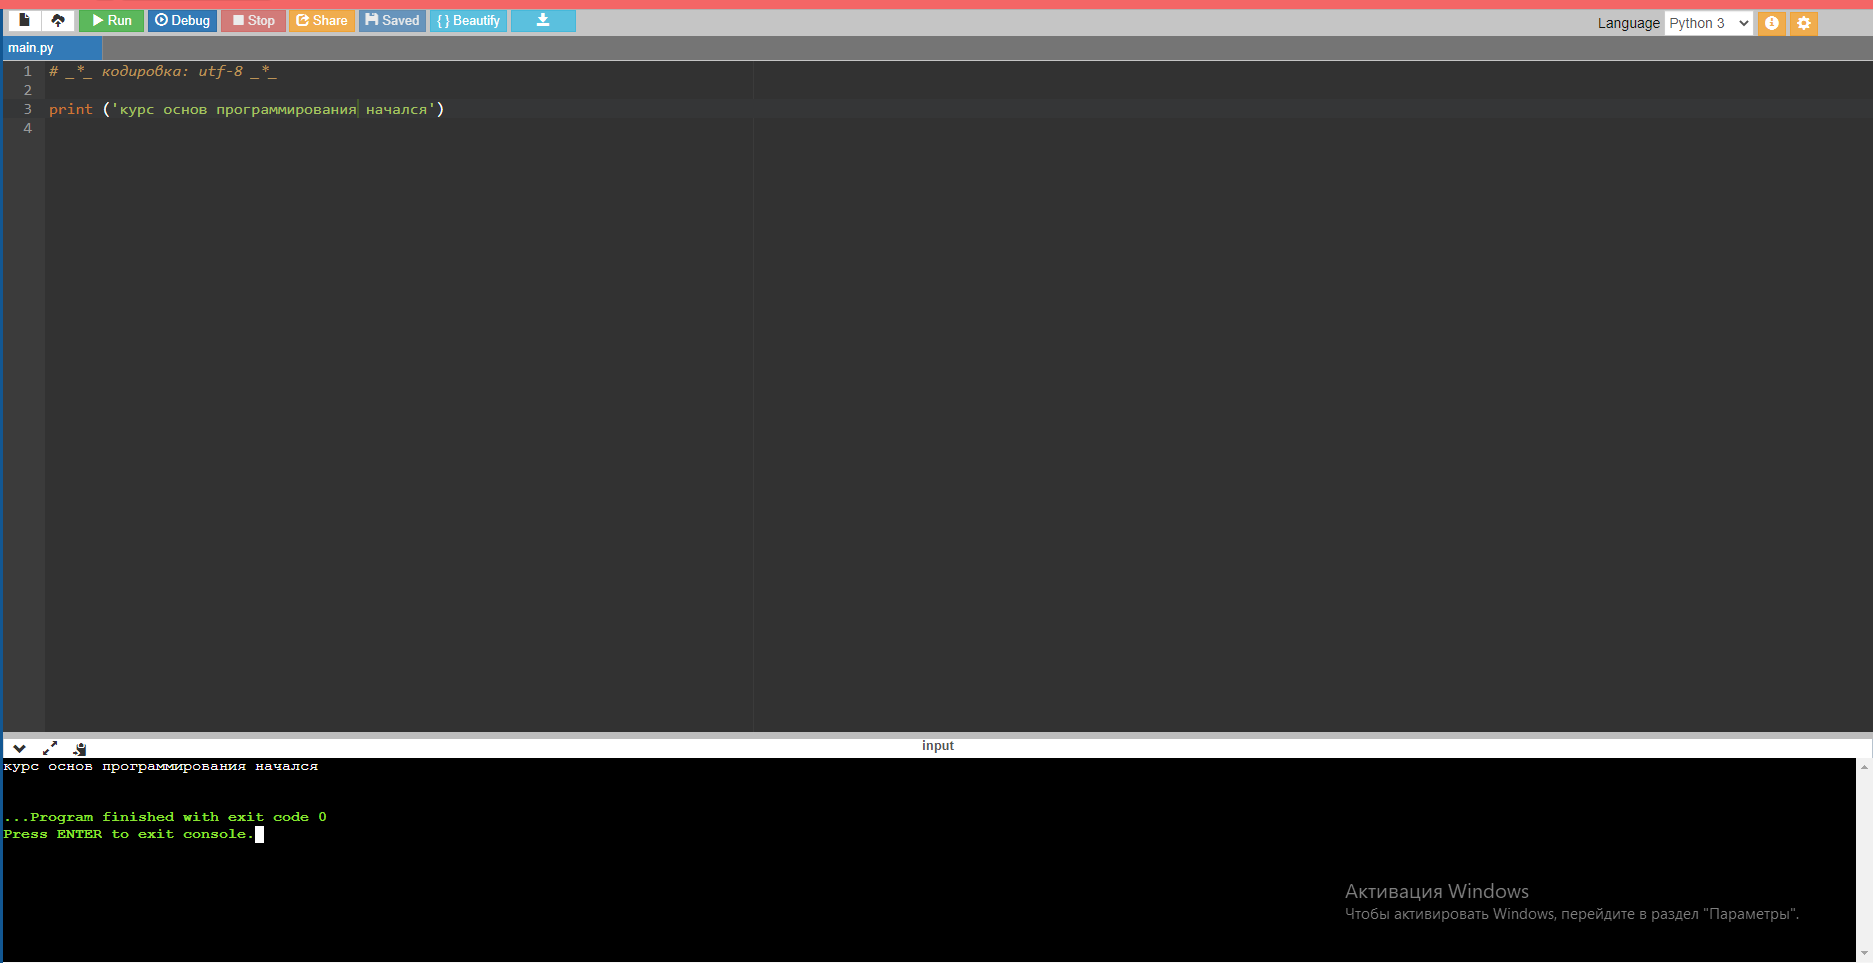 Run Debug Stop Share Saved { } Beautify
Language Python 3
main.py
1 # _*_ кодировка: utf-8 _*_
2
3 print ('курс основ программирования начался')
4
input
курс основ программирования начался
...Program finished with exit code 0
Press ENTER to exit console.
Активация Windows
Чтобы активировать Windows, перейдите в раздел "Параметры".